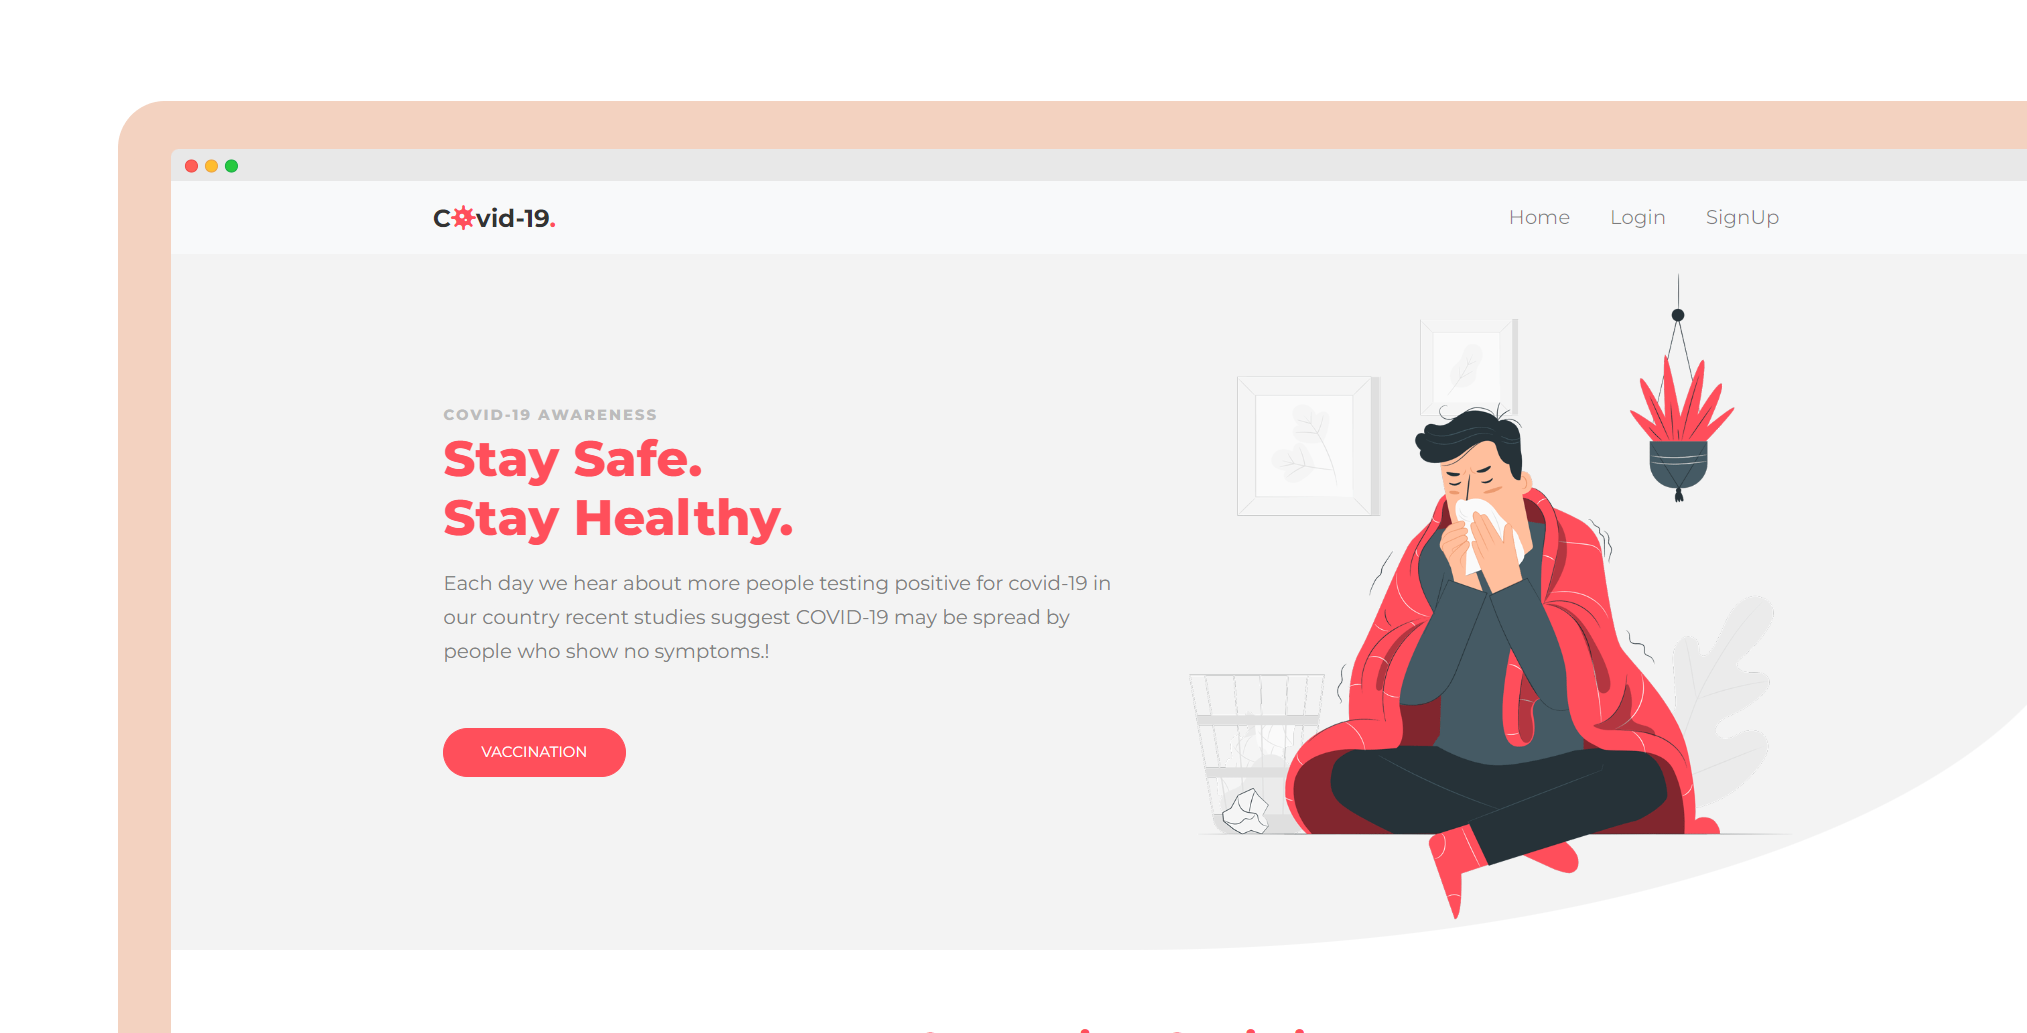 Covid-19.
Home Login SignUp
COVID-19 AWARENESS
Stay Safe.
Stay Healthy.
Each day we hear about more people testing positive for covid-19 in
our country recent studies suggest COVID-19 may be spread by
people who show no symptoms.!
VACCINATION